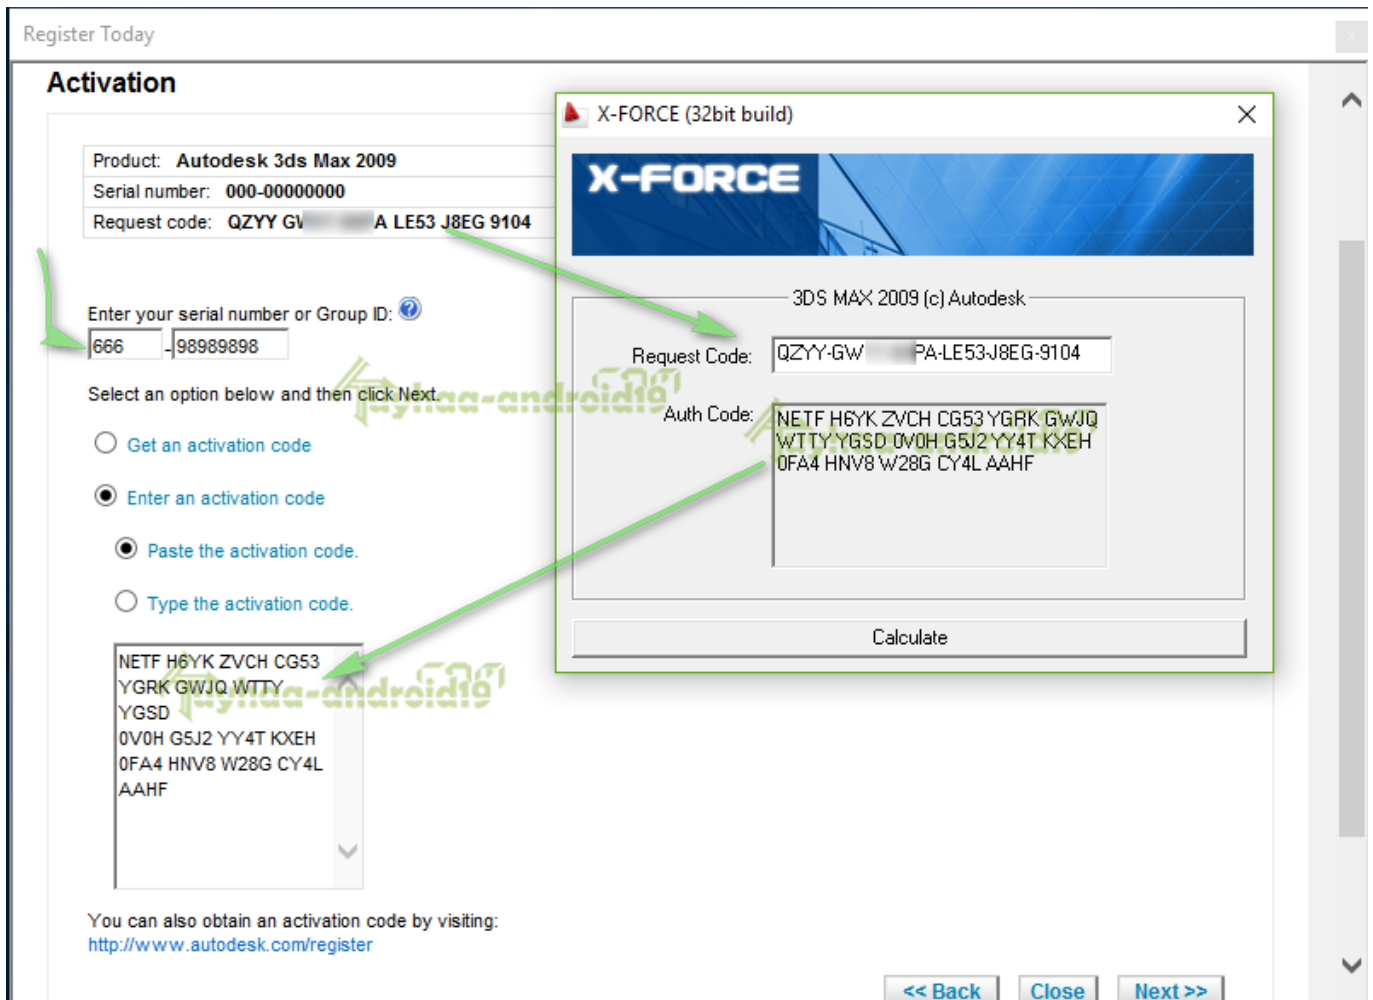 Register Today
Activation
Product: Autodesk 3ds Max 2009
Serial number: 000-00000000
Request code: QZYY GW A LE53 J8EG 9104
Enter your serial number or Group ID:
666 - 98989898
Select an option below and then click Next.
Get an activation code
Enter an activation code
Paste the activation code.
Type the activation code.
NETF H6YK ZVCH CG53
YGRK GWJQ WTTY
YGSD
0V0H G5J2 YY4T KXEH
0FA4 HNV8 W28G CY4L
AAHF
You can also obtain an activation code by visiting:
http://www.autodesk.com/register
<< Back Close Next >>
X-FORCE (32bit build)
X-FORCE
3DS MAX 2009 (c) Autodesk
Request Code: QZYY-GW PA-LE53-J8EG-9104
Auth Code:
NETF H6YK ZVCH CG53 YGRK GWJQ
WTTY YGSD 0V0H G5J2 YY4T KXEH
0FA4 HNV8 W28G CY4L AAHF
Calculate